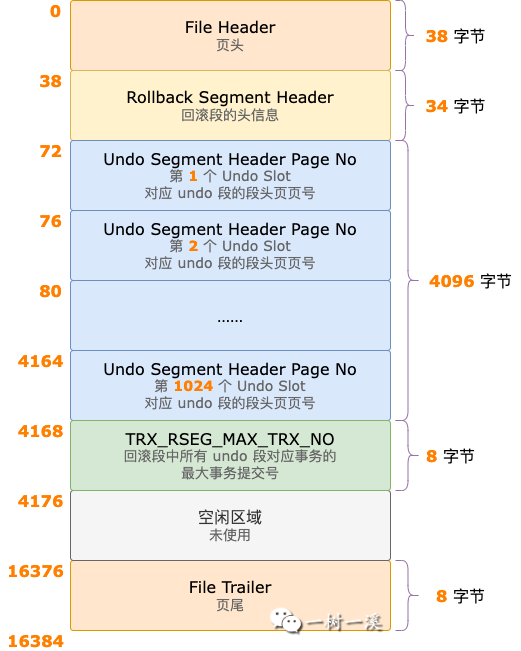 0
File Header
页头
38 字节
38
Rollback Segment Header
回滚段的头信息
34 字节
72
Undo Segment Header Page No
第 1 个 Undo Slot
对应 undo 段的段头页页号
76
Undo Segment Header Page No
第 2 个 Undo Slot
对应 undo 段的段头页页号
80
......
4096 字节
4164
Undo Segment Header Page No
第 1024 个 Undo Slot
对应 undo 段的段头页页号
4168
TRX_RSEG_MAX_TRX_NO
回滚段中所有 undo 段对应事务的
最大事务提交号
8 字节
4176
空闲区域
未使用
16376
File Trailer
页尾
8 字节
一树一溪
16384